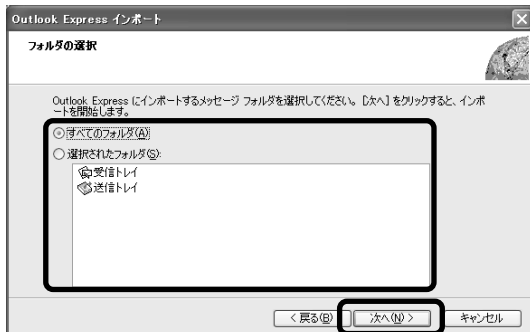 Outlook Express インポート
フォルダの選択
Outlook Express にインポートするメッセージ フォルダを選択してください。[次へ] をクリックすると、インポ
ートを開始します。
すべてのフォルダ(A)
選択されたフォルダ(S):
受信トレイ
送信トレイ
< 戻る(B) 次へ(N) > キャンセル